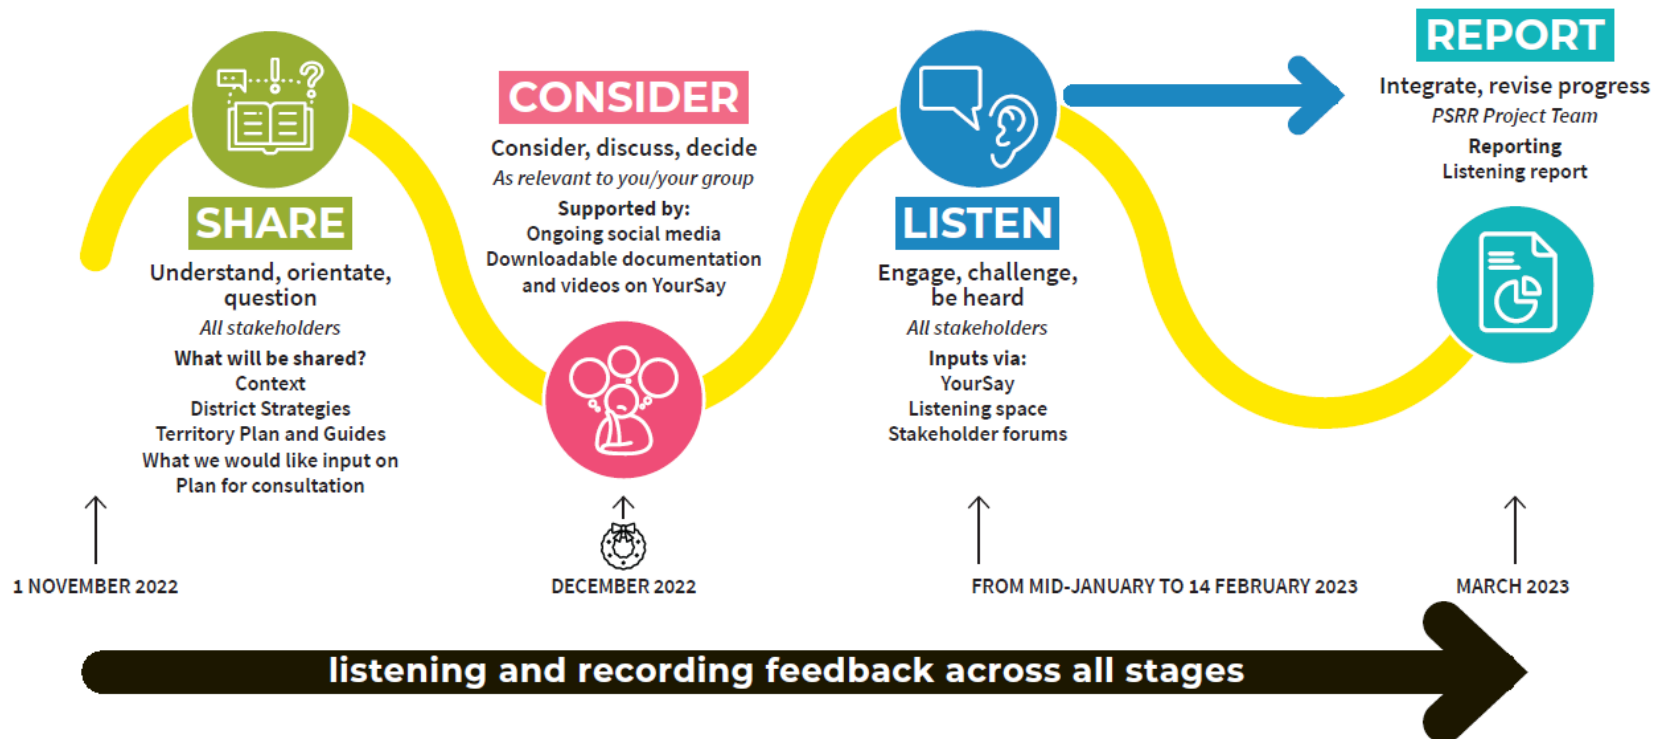 SHARE
Understand, orientate,
question
All stakeholders
What will be shared?
Context
District Strategies
Territory Plan and Guides
What we would like input on
Plan for consultation
CONSIDER
Consider, discuss, decide
As relevant to you/your group
Supported by:
Ongoing social media
Downloadable documentation
and videos on YourSay
LISTEN
Engage, challenge,
be heard
All stakeholders
Inputs via:
YourSay
Listening space
Stakeholder forums
REPORT
Integrate, revise progress
PSRR Project Team
Reporting
Listening report
1 NOVEMBER 2022
DECEMBER 2022
FROM MID-JANUARY TO 14 FEBRUARY 2023
MARCH 2023
listening and recording feedback across all stages